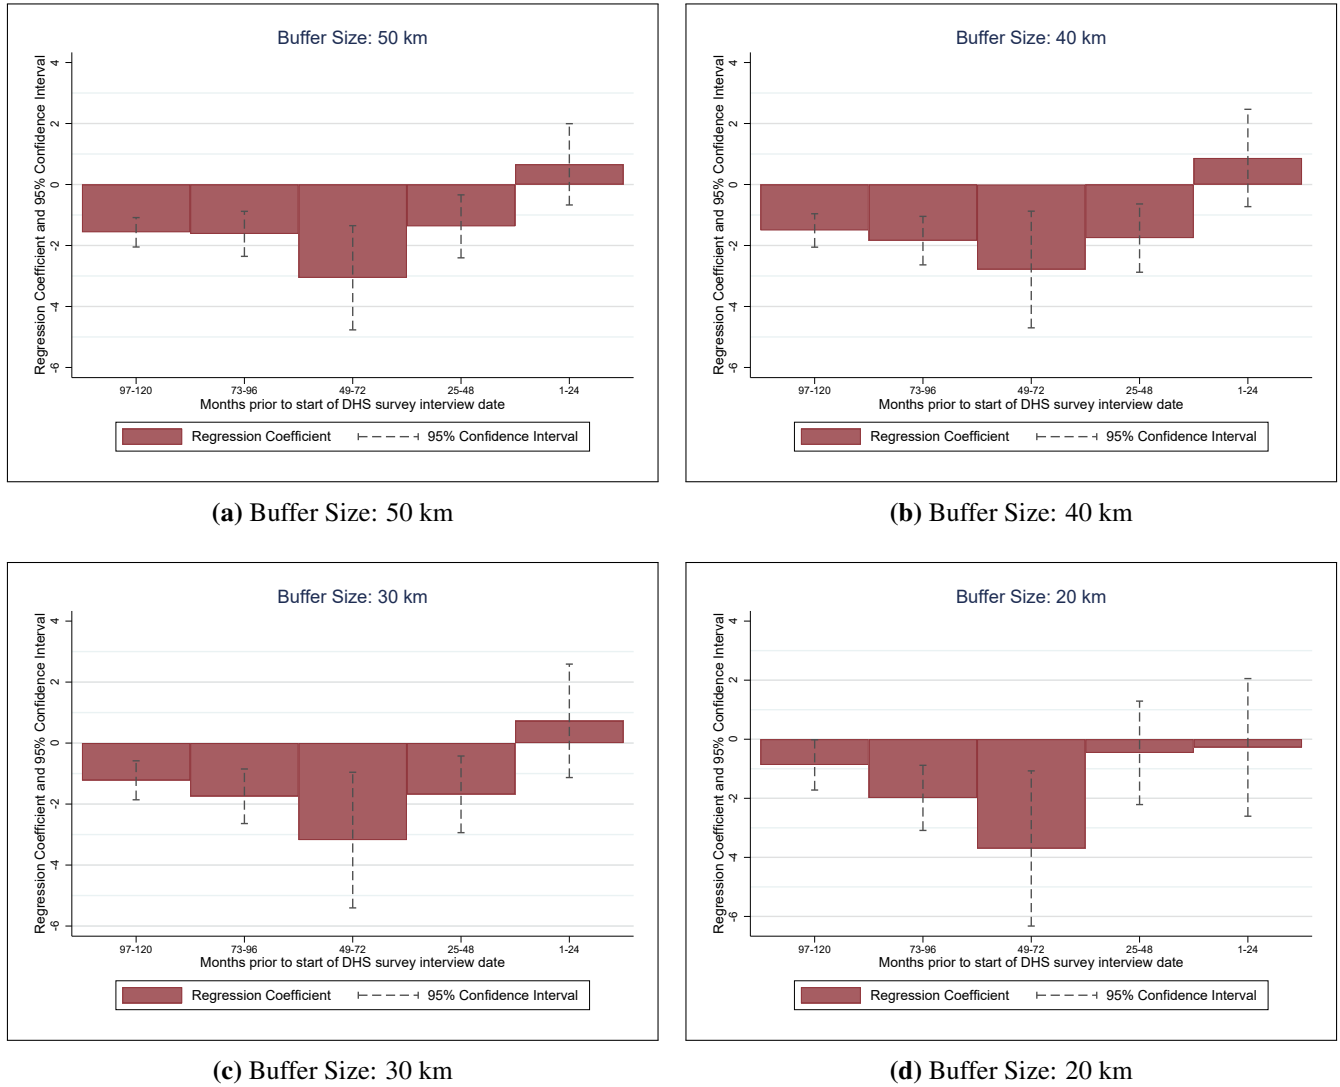 Buffer Size: 50 km
Regression Coefficient and 95% Confidence Interval
4
2
0
-2
-4
-6
97-120 73-96 49-72 25-48 1-24
Months prior to start of DHS survey interview date
Regression Coefficient 95% Confidence Interval
(a) Buffer Size: 50 km
Buffer Size: 40 km
Regression Coefficient and 95% Confidence Interval
4
2
0
-2
-4
-6
97-120 73-96 49-72 25-48 1-24
Months prior to start of DHS survey interview date
Regression Coefficient 95% Confidence Interval
(b) Buffer Size: 40 km
Buffer Size: 30 km
Regression Coefficient and 95% Confidence Interval
4
2
0
-2
-4
-6
97-120 73-96 49-72 25-48 1-24
Months prior to start of DHS survey interview date
Regression Coefficient 95% Confidence Interval
(c) Buffer Size: 30 km
Buffer Size: 20 km
Regression Coefficient and 95% Confidence Interval
4
2
0
-2
-4
-6
97-120 73-96 49-72 25-48 1-24
Months prior to start of DHS survey interview date
Regression Coefficient 95% Confidence Interval
(d) Buffer Size: 20 km